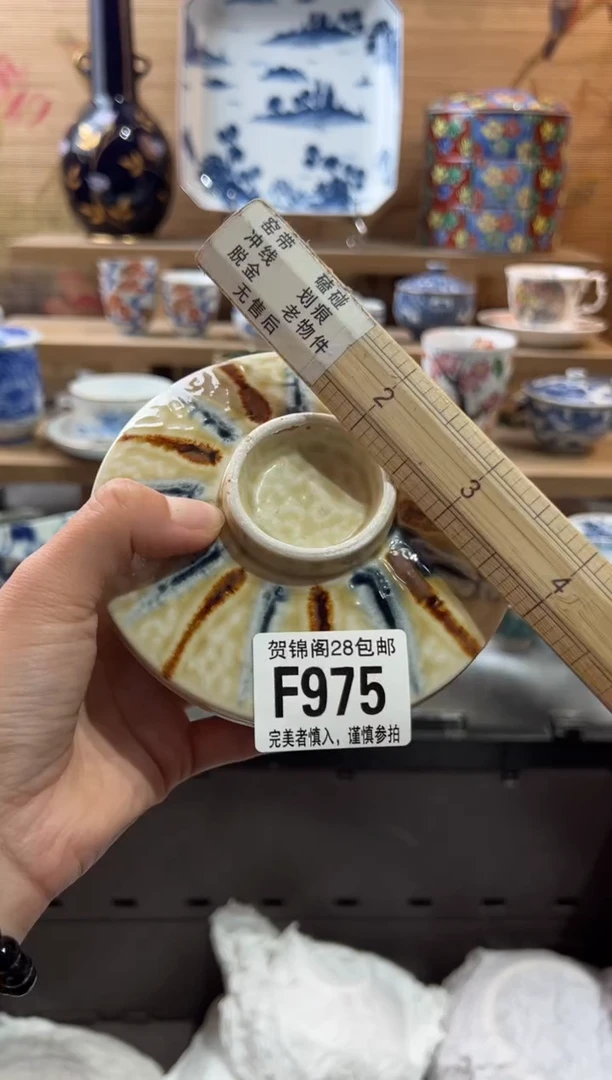 窑带 磕碰
冲线 划痕
脱金 老物件
无售后
2
3
4
贺锦阁28包邮
F975
完美者慎入，谨慎参拍